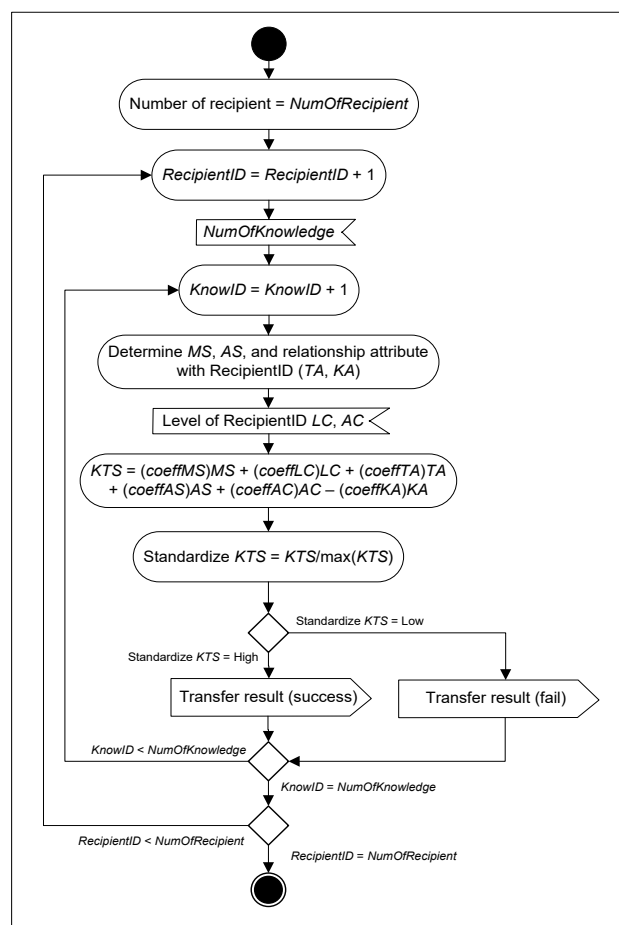 Number of recipient = NumOfRecipient
RecipientID = RecipientID + 1
NumOfKnowledge
KnowID = KnowID + 1
Determine MS, AS, and relationship attribute
with RecipientID (TA, KA)
Level of RecipientID LC, AC
KTS = (coeffMS)MS + (coeffLC)LC + (coeffTA)TA
+ (coeffAS)AS + (coeffAC)AC – (coeffKA)KA
Standardize KTS = KTS/max(KTS)
Standardize KTS = Low
Standardize KTS = High
Transfer result (success)
Transfer result (fail)
KnowID < NumOfKnowledge
KnowID = NumOfKnowledge
RecipientID < NumOfRecipient
RecipientID = NumOfRecipient